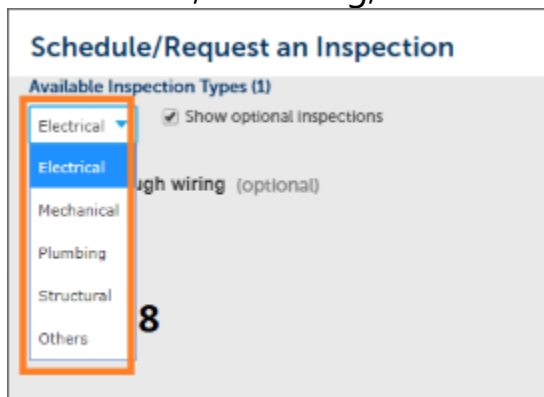 Schedule/Request an Inspection
Available Inspection Types (1)
Electrical Show optional inspections
Electrical
ugh wiring (optional)
Mechanical
Plumbing
Structural
8
Others